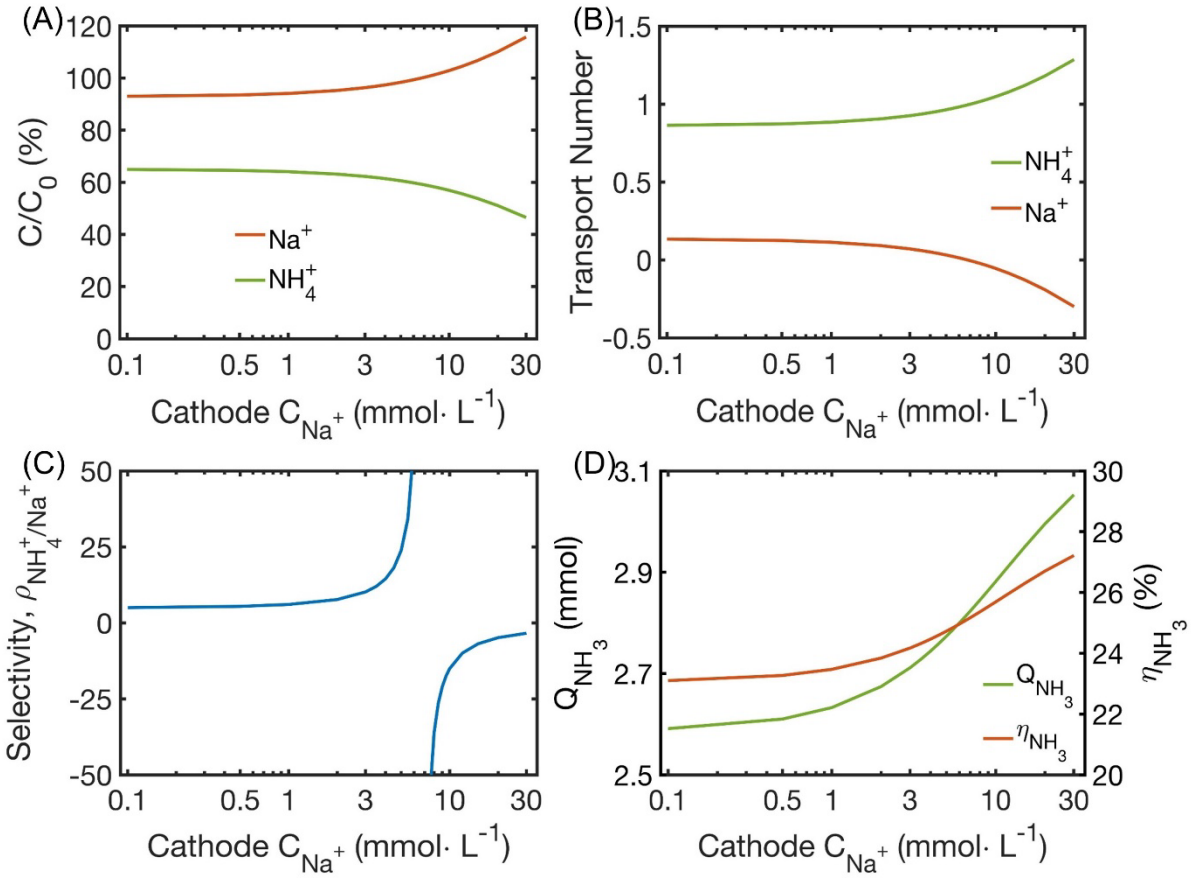 (A)
120
100
80
60
40
20
0
C/C0 (%)
Na+
NH4+
0.1 0.5 1 3 10 30
Cathode CNa+ (mmol· L−1)
(B)
1.5
1
0.5
0
-0.5
Transport Number
NH4+
Na+
0.1 0.5 1 3 10 30
Cathode CNa+ (mmol· L−1)
(C)
50
25
0
-25
-50
Selectivity, ρNH4+/Na+
0.1 0.5 1 3 10 30
Cathode CNa+ (mmol· L−1)
(D)
3.1
2.9
2.7
2.5
QNH3 (mmol)
30
28
26
24
22
20
ηNH3 (%)
QNH3
ηNH3
0.1 0.5 1 3 10 30
Cathode CNa+ (mmol· L−1)